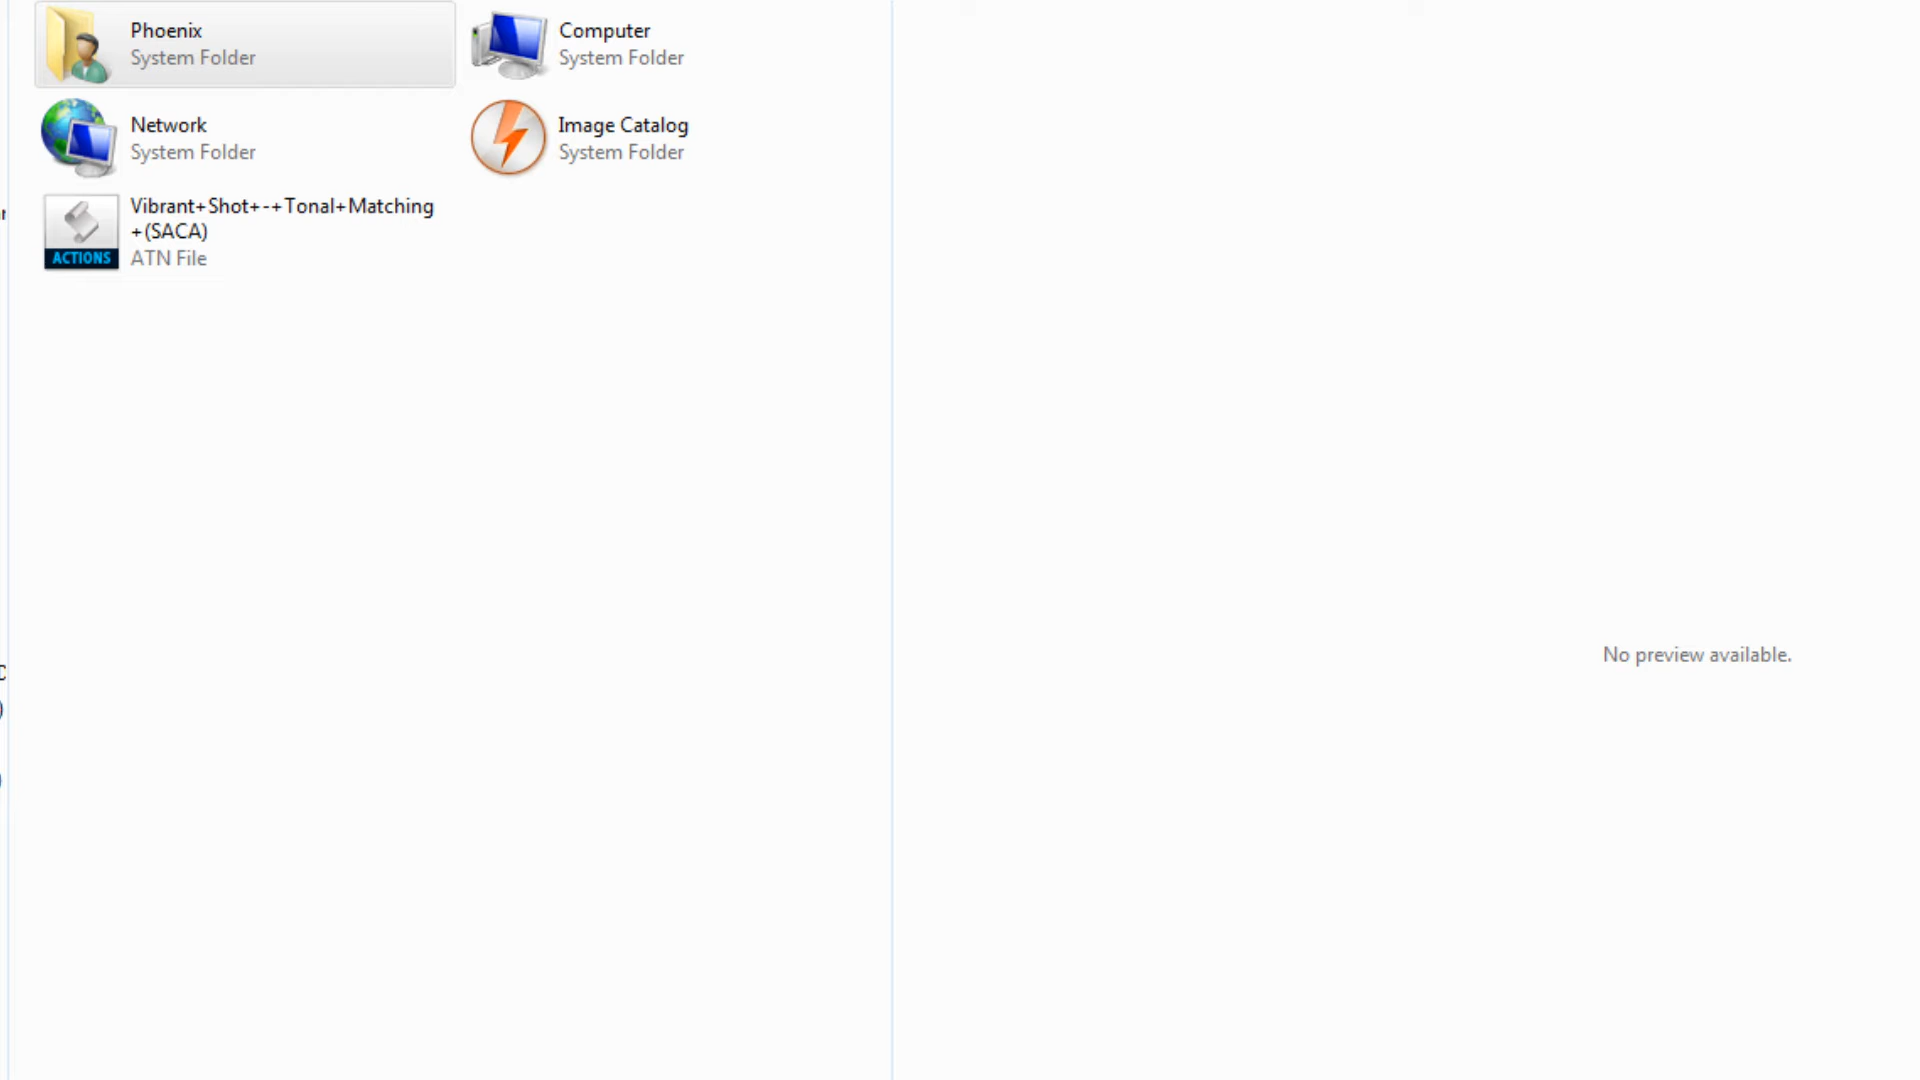 Phoenix
System Folder
Computer
System Folder
Network
System Folder
Image Catalog
System Folder
Vibrant+Shot+-+Tonal+Matching
+(SACA)
ATN File
ACTIONS
No preview available.